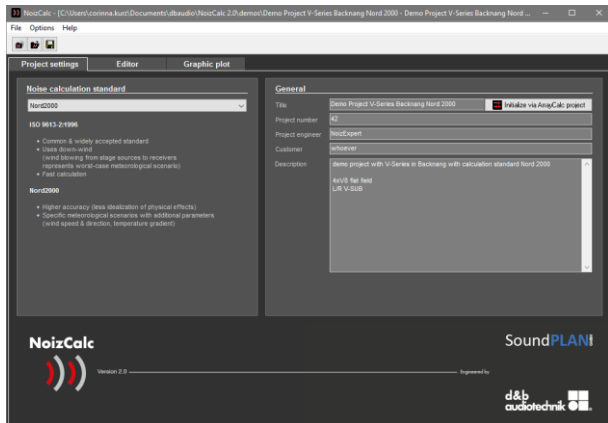 NoizCalc - [C:\Users\corinna.kurz\Documents\dbaudio\NoizCalc 2.0\demos\Demo Project V-Series Backnang Nord 2000 - Demo Project V-Series Backnang Nord ...
File Options Help
Project settings Editor Graphic plot
Noise calculation standard
Nord2000
ISO 9613-2:1996
• Common & widely accepted standard
• Uses down-wind
(wind blowing from stage sources to receivers
represents worst-case meteorological scenario)
• Fast calculation
Nord2000
• Higher accuracy (less idealization of physical effects)
• Specific meteorological scenarios with additional parameters
(wind speed & direction, temperature gradient)
General
Title Demo Project V-Series Backnang Nord 2000 Initialize via ArrayCalc project
Project number 42
Project engineer NoizExpert
Customer whoever
Description demo project with V-Series in Backnang with calculation standard Nord 2000
4xV8 flat field
L/R V-SUB
NoizCalc
Version 2.0
SoundPLAN
Engineered by
d&b
audiotechnik